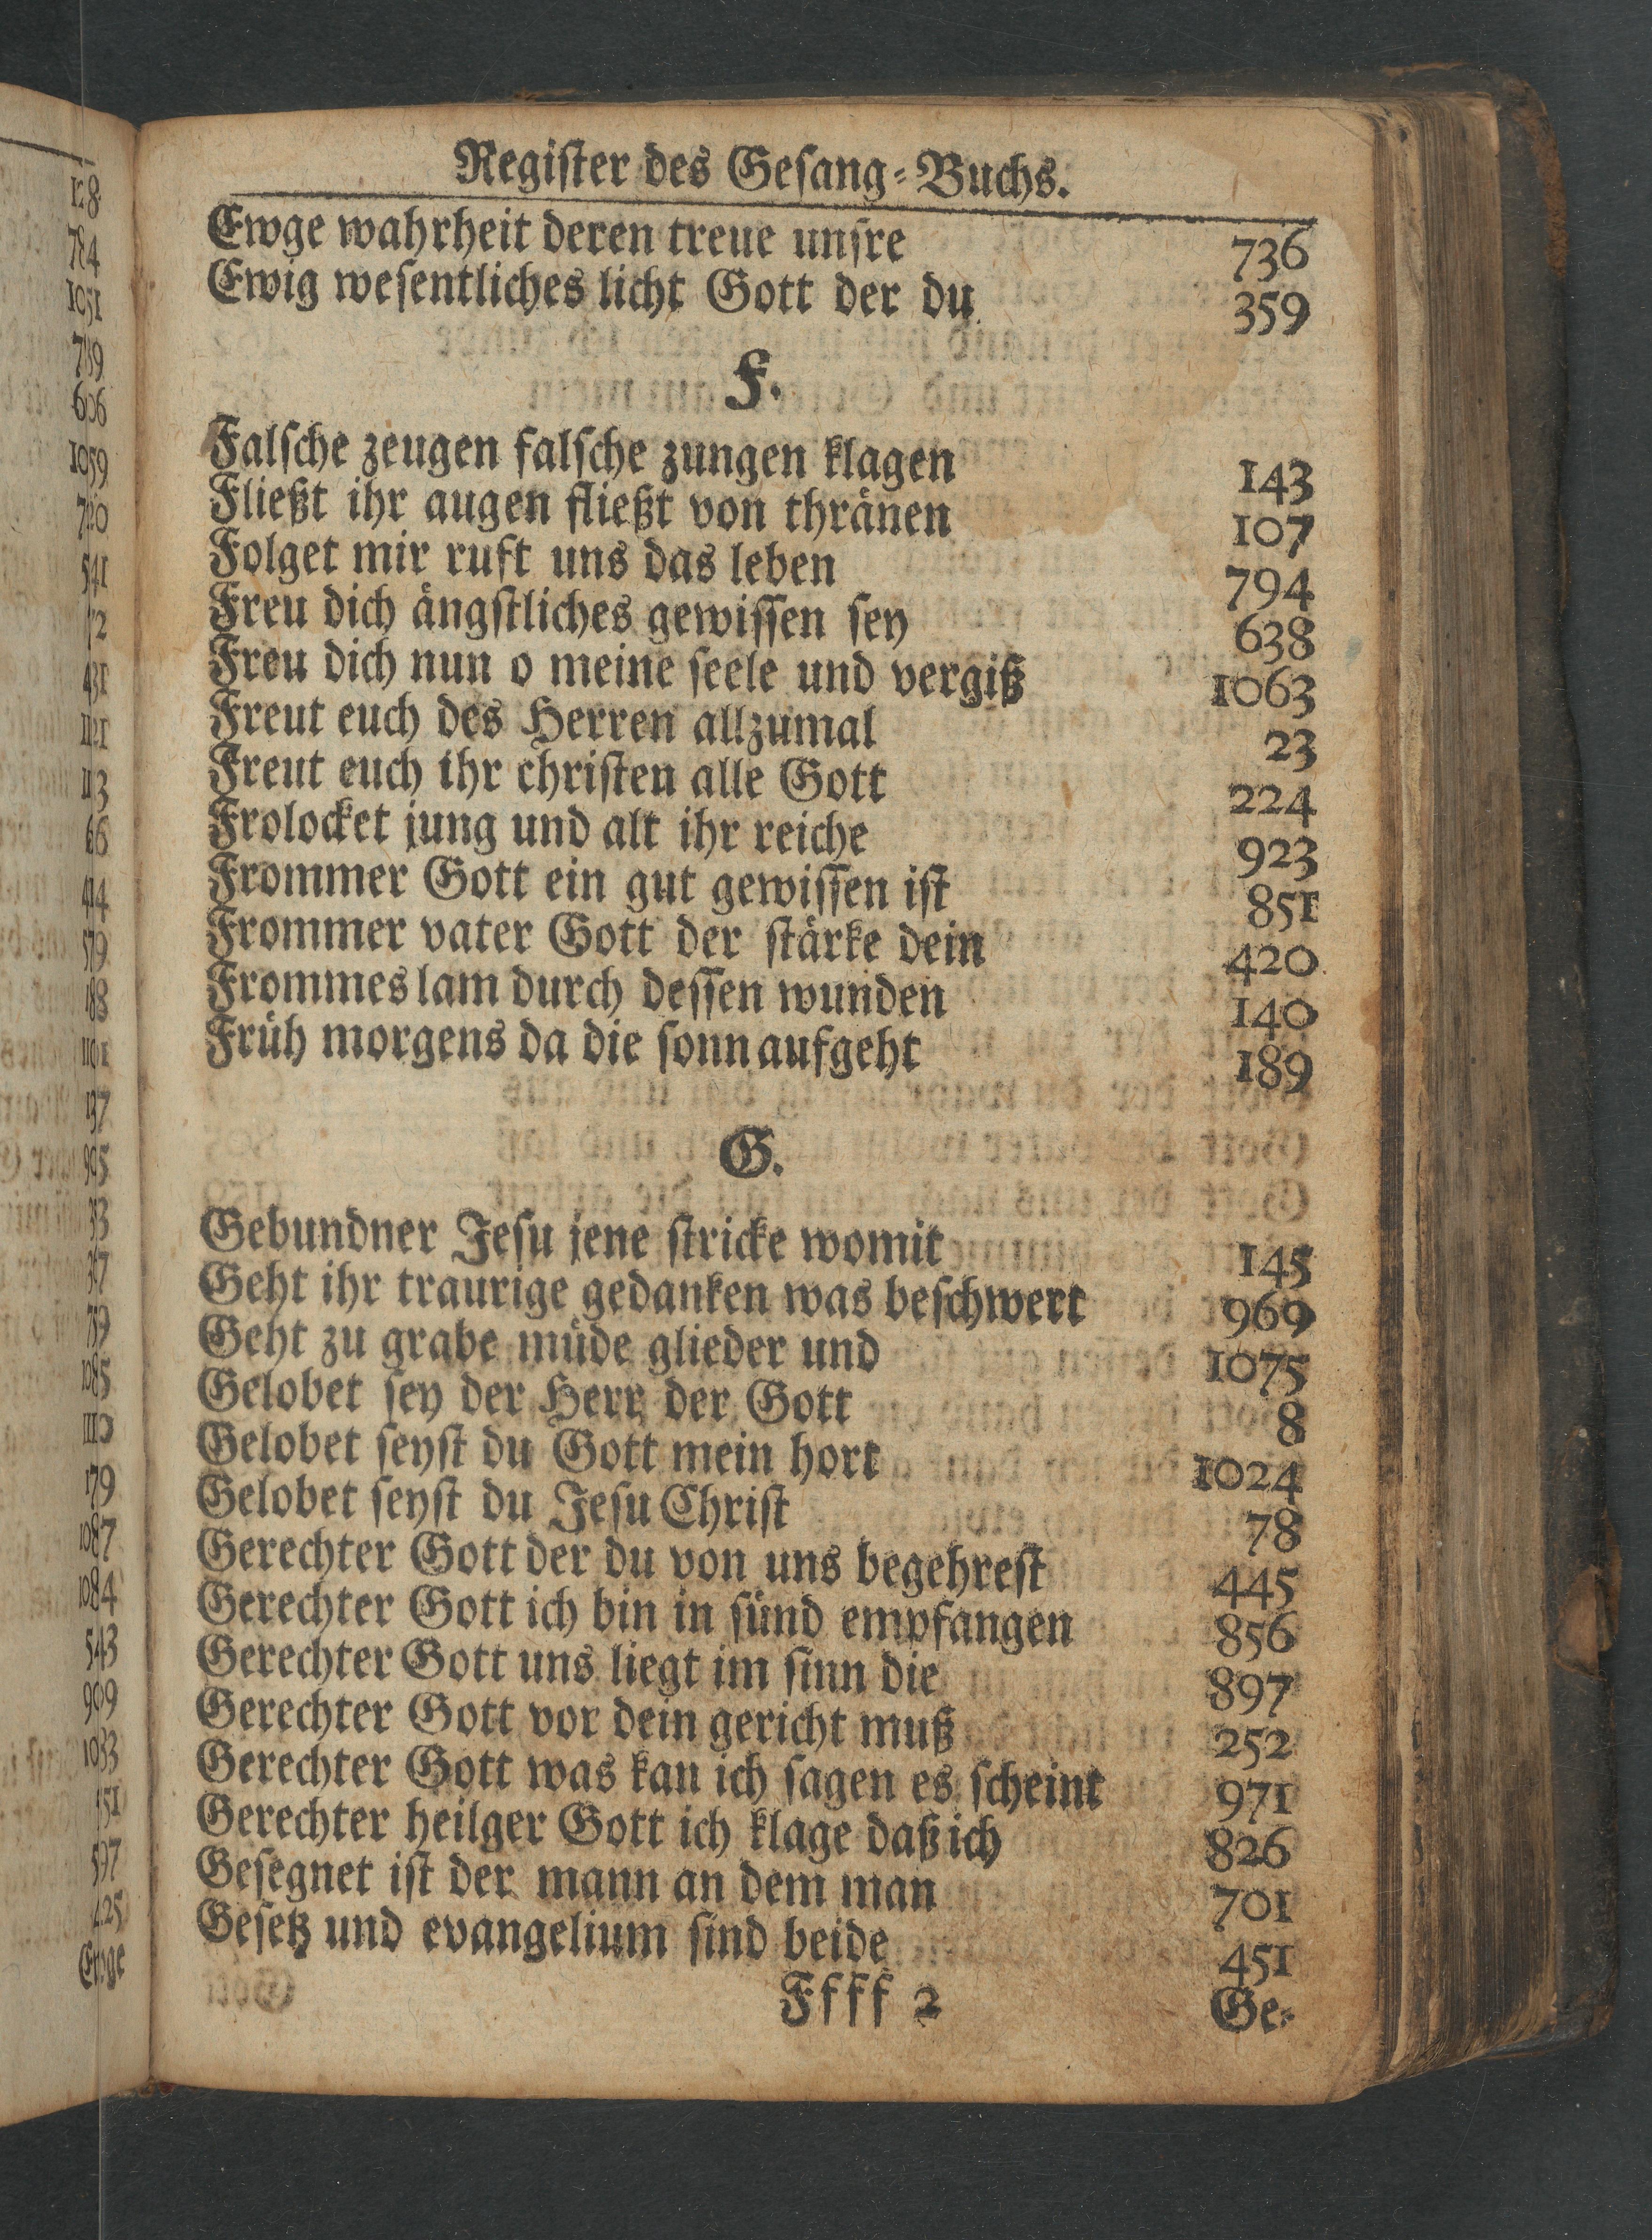 Register des Gesang-Buchs.
Ewge wahrheit deren treue unsre 736
Ewig wesentliches licht Gott der du 359
F.
Falsche zeugen falsche zungen klagen 143
Fließt ihr augen fließt von thränen 107
Folget mir ruft uns das leben 794
Freu dich ängstliches gewissen sey 638
Freu dich nun o meine seele und vergiß 1063
Freut euch des Herren allzumal 23
Freut euch ihr christen alle Gott 224
Frolocket jung und alt ihr reiche 923
Frommer Gott ein gut gewissen ist 851
Frommer vater Gott der stärke dein 420
Frommes lam durch dessen wunden 140
Früh morgens da die sonn aufgeht 189
G.
Gebundner Jesu jene stricke womit 145
Geht ihr traurige gedanken was beschwert 969
Geht zu grabe müde glieder und 1075
Gelobet sey der Herr der Gott 8
Gelobet seyst du Gott mein hort 1024
Gelobet seyst du Jesu Christ 78
Gerechter Gott der du von uns begehrest 445
Gerechter Gott ich bin in sünd empfangen 856
Gerechter Gott uns liegt im sinn die 897
Gerechter Gott vor dein gericht muß 252
Gerechter Gott was kan ich sagen es scheint 971
Gerechter heilger Gott ich klage daß ich 826
Gesegnet ist der mann an dem man 701
Gesetz und evangelium sind beide 451
Ffff 2 Ge-